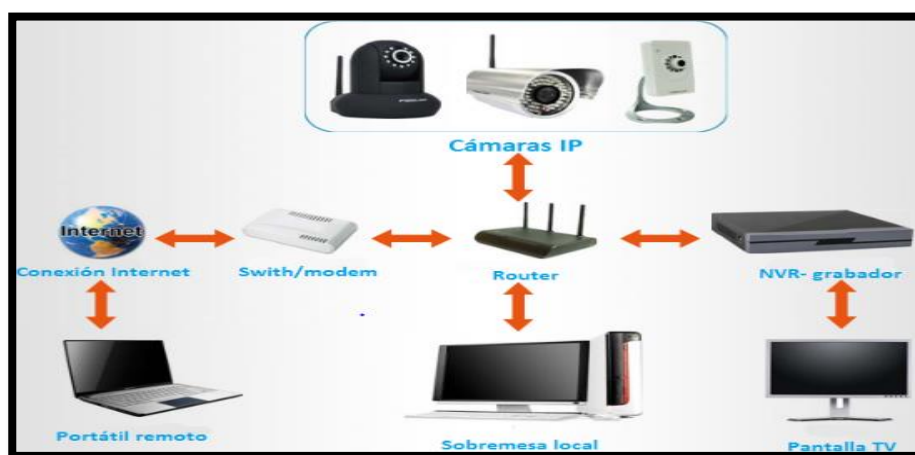 Cámaras IP
Internet
Conexión Internet
Swith/modem
Router
NVR- grabador
Portátil remoto
Sobremesa local
Pantalla TV